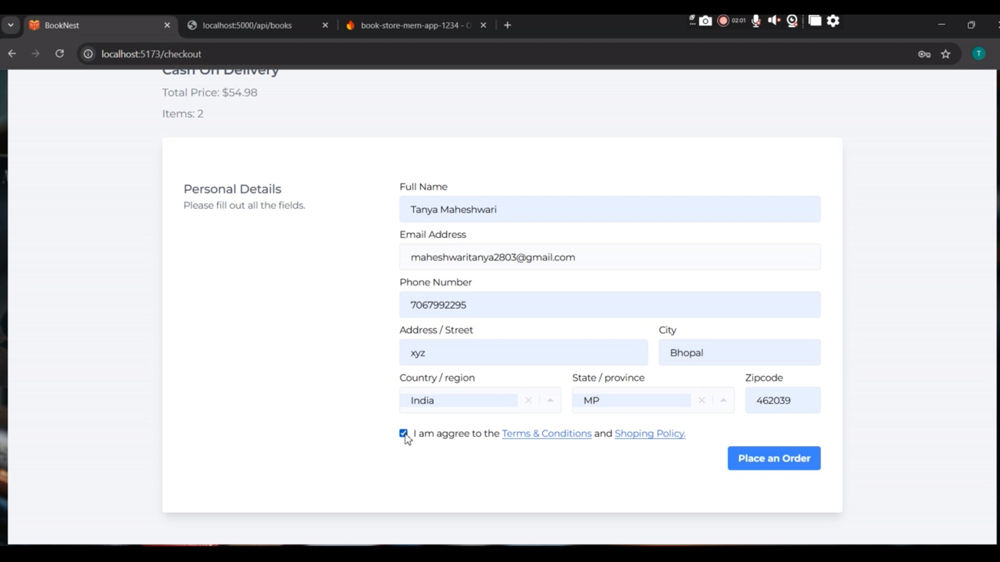 BookNest
localhost:5000/api/books
book-store-mern-app-1234 -
02:01
localhost:5173/checkout
T
Cash On Delivery
Total Price: $54.98
Items: 2
Personal Details
Please fill out all the fields.
Full Name
Tanya Maheshwari
Email Address
maheshwaritanya2803@gmail.com
Phone Number
7067992295
Address / Street
City
xyz
Bhopal
Country / region
State / province
Zipcode
India
MP
462039
I am aggree to the Terms & Conditions and Shoping Policy.
Place an Order